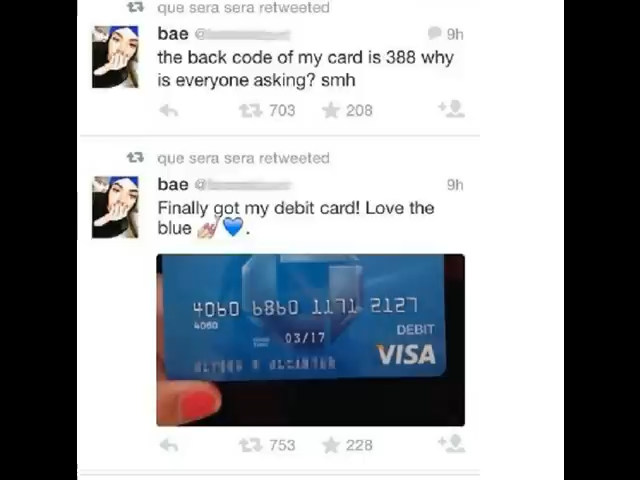 que sera sera retweeted
bae @ 9h
the back code of my card is 388 why
is everyone asking? smh
703 208
que sera sera retweeted
bae @ 9h
Finally got my debit card! Love the
blue 💅💙.
4060 6860 1171 2127
4060
03/17
DEBIT
VISA
753 228